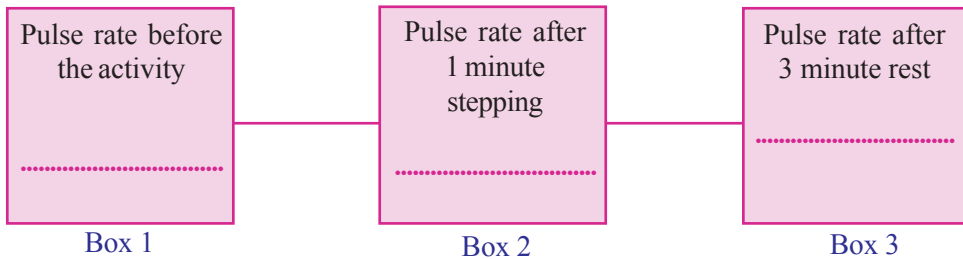 Pulse rate before
the activity
Box 1
Pulse rate after
1 minute
stepping
Box 2
Pulse rate after
3 minute rest
Box 3